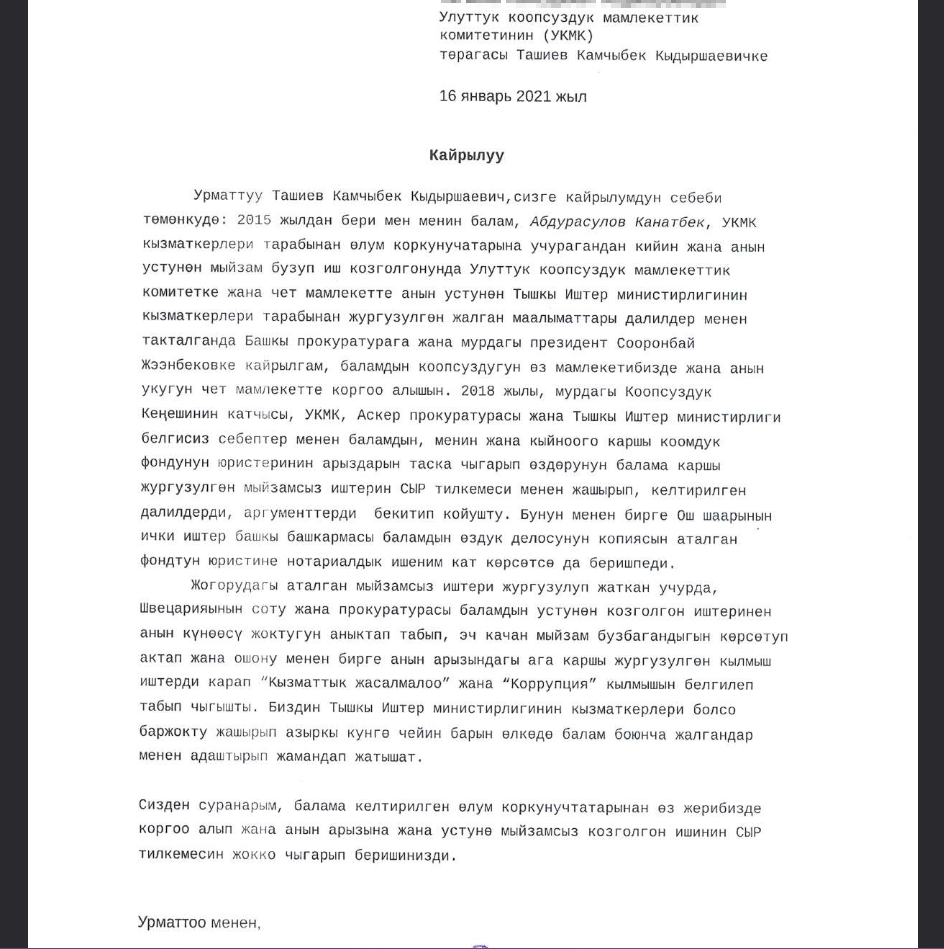 Улуттук коопсуздук мамлекеттик
комитетинин (УКМК)
төрагасы Ташиев Камчыбек Кыдыршаевичке
16 январь 2021 жыл
Кайрылуу
Урматтуу Ташиев Камчыбек Кыдыршаевич,сизге кайрылумдун себеби
төмөнкүдө: 2015 жылдан бери мен менин балам, Абдурасулов Канатбек, УКМК
кызматкерлери тарабынан өлум коркунучатарына учурагандан кийин жана анын
устунөн мыйзам бузуп иш козголгонунда Улуттук коопсуздук мамлекеттик
комитетке жана чет мамлекетте анын устунөн Тышкы Иштер министирлигинин
кызматкерлери тарабынан жургузулгөн жалган маалыматтары далилдер менен
такталганда Башкы прокуратурага жана мурдагы президент Сооронбай
Жээнбековке кайрылгам, баламдын коопсуздугун өз мамлекетибизде жана анын
укугун чет мамлекетте коргоо алышын. 2018 жылы, мурдагы Коопсуздук
Кеңешинин катчысы, УКМК, Аскер прокуратурасы жана Тышкы Иштер министирлиги
белгисиз себептер менен баламдын, менин жана кыйноого каршы коомдук
фондунун юристеринин арыздарын таска чыгарып өздөрунун балама каршы
жургузулгөн мыйзамсыз иштерин СЫР тилкемеси менен жашырып, келтирилген
далилдерди, аргументтерди бекитип койушту. Бунун менен бирге Ош шаарынын
ички иштер башкы башкармасы баламдын өздук делосунун копиясын аталган
фондтун юристине нотариалдык ишеним кат көрсөтсө да беришпеди.
Жогорудагы аталган мыйзамсыз иштери жургузулуп жаткан учурда,
Швецарияынын соту жана прокуратурасы баламдын устунөн козголгон иштеринен
анын күнөөсү жоктугун аныктап табып, эч качан мыйзам бузбагандыгын көрсөтуп
актап жана ошону менен бирге анын арызындагы ага каршы жургузулгөн кылмыш
иштерди карап “Кызматтык жасалмалоо” жана “Коррупция” кылмышын белгилеп
табып чыгышты. Биздин Тышкы Иштер министирлигинин кызматкерлери болсо
баржокту жашырып азыркы кунгө чейин барын өлкөдө балам боюнча жалгандар
менен адаштырып жамандап жатышат.
Сизден суранарым, балама келтирилген өлум коркунучтатарынан өз жерибизде
коргоо алып жана анын арызына жана устунө мыйзамсыз козголгон ишинин СЫР
тилкемесин жокко чыгарып беришинизди.
Урматтоо менен,